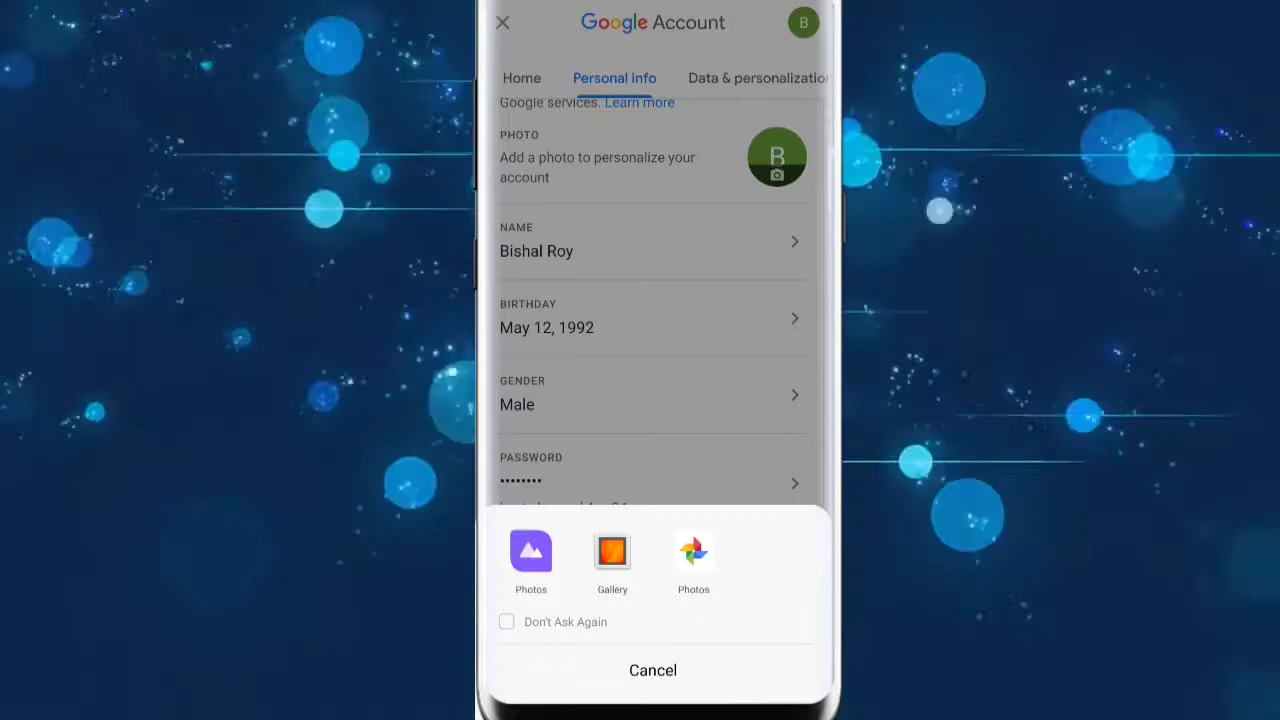 Google Account
B
Home
Personal info
Data & personalizatio
Google services. Learn more
PHOTO
Add a photo to personalize your
account
B
NAME
Bishal Roy
BIRTHDAY
May 12, 1992
GENDER
Male
PASSWORD
••••••••
Photos
Gallery
Photos
Don't Ask Again
Cancel